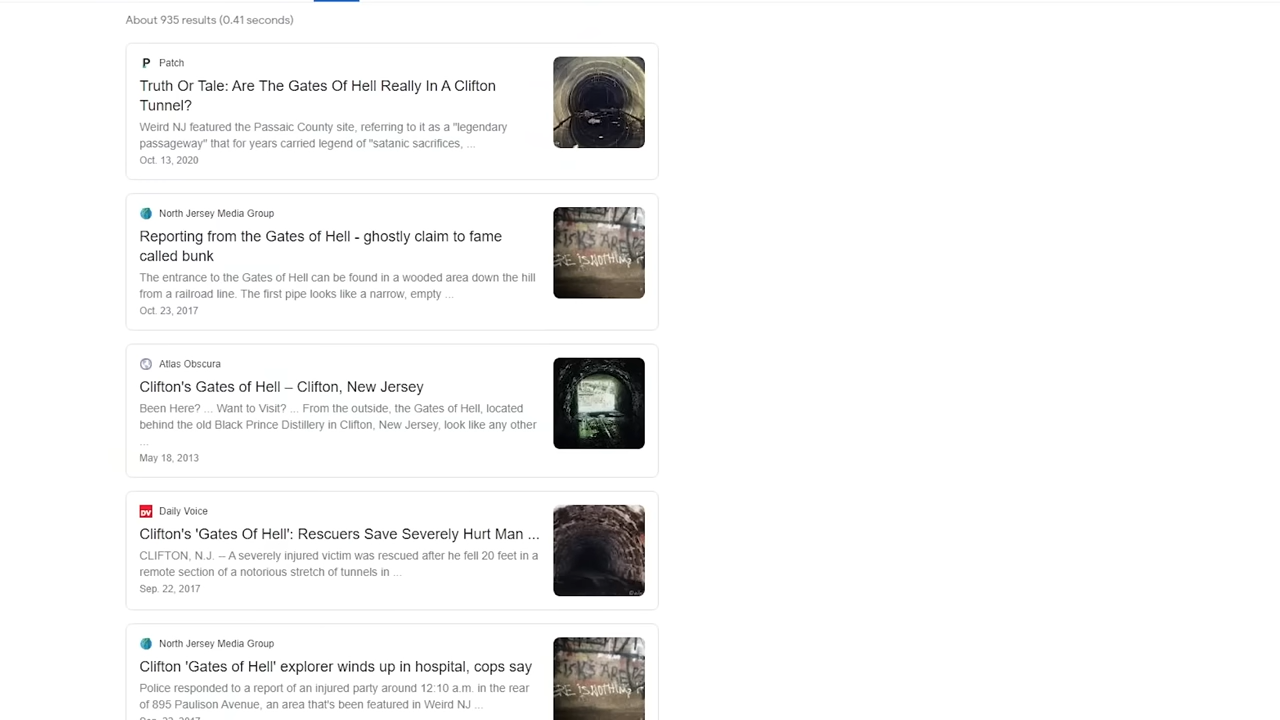 About 935 results (0.41 seconds)
P Patch
Truth Or Tale: Are The Gates Of Hell Really In A Clifton
Tunnel?
Weird NJ featured the Passaic County site, referring to it as a "legendary
passageway" that for years carried legend of "satanic sacrifices, ...
Oct. 13, 2020
North Jersey Media Group
Reporting from the Gates of Hell - ghostly claim to fame
called bunk
The entrance to the Gates of Hell can be found in a wooded area down the hill
from a railroad line. The first pipe looks like a narrow, empty ...
Oct. 23, 2017
Atlas Obscura
Clifton's Gates of Hell – Clifton, New Jersey
Been Here? ... Want to Visit? ... From the outside, the Gates of Hell, located
behind the old Black Prince Distillery in Clifton, New Jersey, look like any other
...
May 18, 2013
DV Daily Voice
Clifton's 'Gates Of Hell': Rescuers Save Severely Hurt Man ...
CLIFTON, N.J. – A severely injured victim was rescued after he fell 20 feet in a
remote section of a notorious stretch of tunnels in ...
Sep. 22, 2017
North Jersey Media Group
Clifton 'Gates of Hell' explorer winds up in hospital, cops say
Police responded to a report of an injured party around 12:10 a.m. in the rear
of 895 Paulison Avenue, an area that's been featured in Weird NJ ...